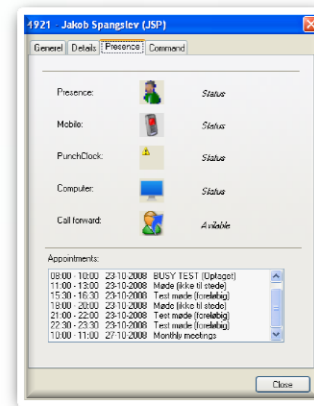 4921 - Jakob Spangslev (JSP)
General Details Presence Command
Presence: Status
Mobile: Status
PunchClock: Status
Computer: Status
Call forward: Available
Appointments:
08:00 - 10:00 23-10-2008 BUSY TEST (Optaget)
11:00 - 13:00 23-10-2008 Møde (ikke til stede)
15:30 - 16:30 23-10-2008 Test møde (foreløbig)
18:00 - 20:00 23-10-2008 Møde (ikke til stede)
21:00 - 22:00 23-10-2008 Test møde (foreløbig)
22:30 - 23:30 23-10-2008 Test møde (foreløbig)
10:00 - 11:00 27-10-2008 Monthly meetings
Close